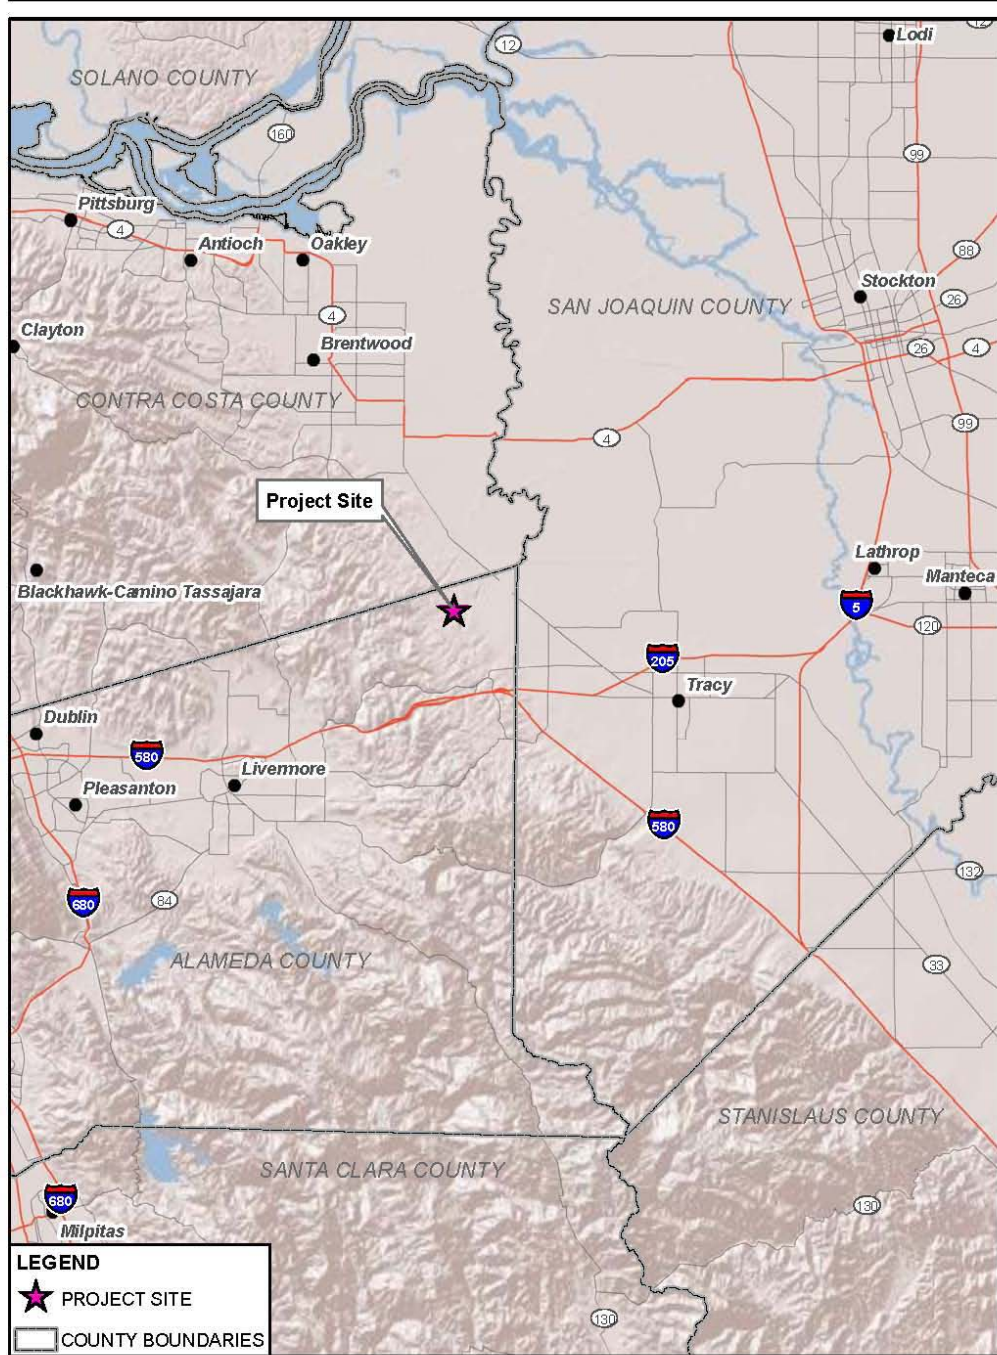 12
Lodi
12
SOLANO COUNTY
160
99
Pittsburg
4
Antioch
Oakley
88
Stockton
26
SAN JOAQUIN COUNTY
4
Clayton
Brentwood
26
4
CONTRA COSTA COUNTY
99
4
Project Site
Lathrop
Blackhawk-Camino Tassajara
Manteca
5
120
205
Tracy
Dublin
580
Livermore
Pleasanton
580
132
680
84
ALAMEDA COUNTY
33
STANISLAUS COUNTY
SANTA CLARA COUNTY
680
130
Milpitas
LEGEND
PROJECT SITE
130
COUNTY BOUNDARIES